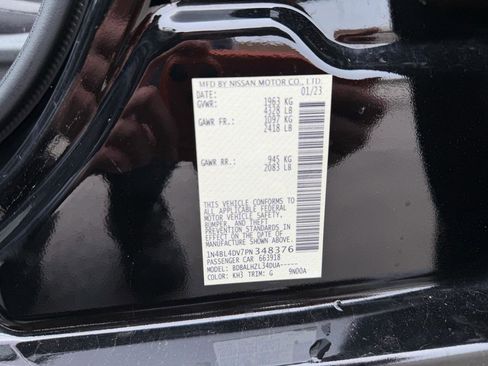 MFD BY NISSAN MOTOR CO., LTD.
DATE: 01/23
GVWR: 1963 KG
4328 LB
GAWR FR.: 1097 KG
2418 LB
GAWR RR.: 945 KG
2083 LB
THIS VEHICLE CONFORMS TO
ALL APPLICABLE FEDERAL
MOTOR VEHICLE SAFETY,
BUMPER, AND THEFT
PREVENTION STANDARDS
IN EFFECT ON THE DATE OF
MANUFACTURE SHOWN ABOVE.
1N4BL4DV7PN348376
PASSENGER CAR 663918
MODEL: BDBALHZL34DUA-----
COLOR: KH3 TRIM: G 9N00A